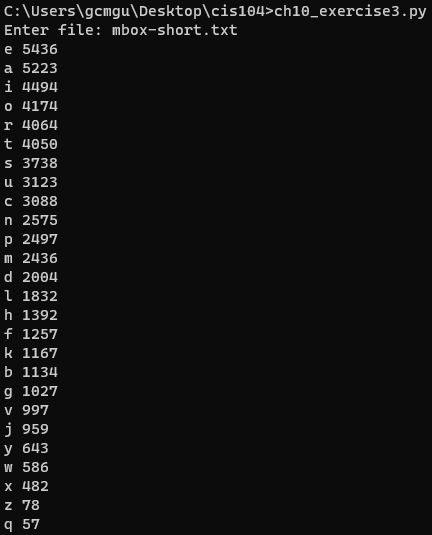 C:\Users\gcmgu\Desktop\cis104>ch10_exercise3.py
Enter file: mbox-short.txt
e 5436
a 5223
i 4494
o 4174
r 4064
t 4050
s 3738
u 3123
c 3088
n 2575
p 2497
m 2436
d 2004
l 1832
h 1392
f 1257
k 1167
b 1134
g 1027
v 997
j 959
y 643
w 586
x 482
z 78
q 57